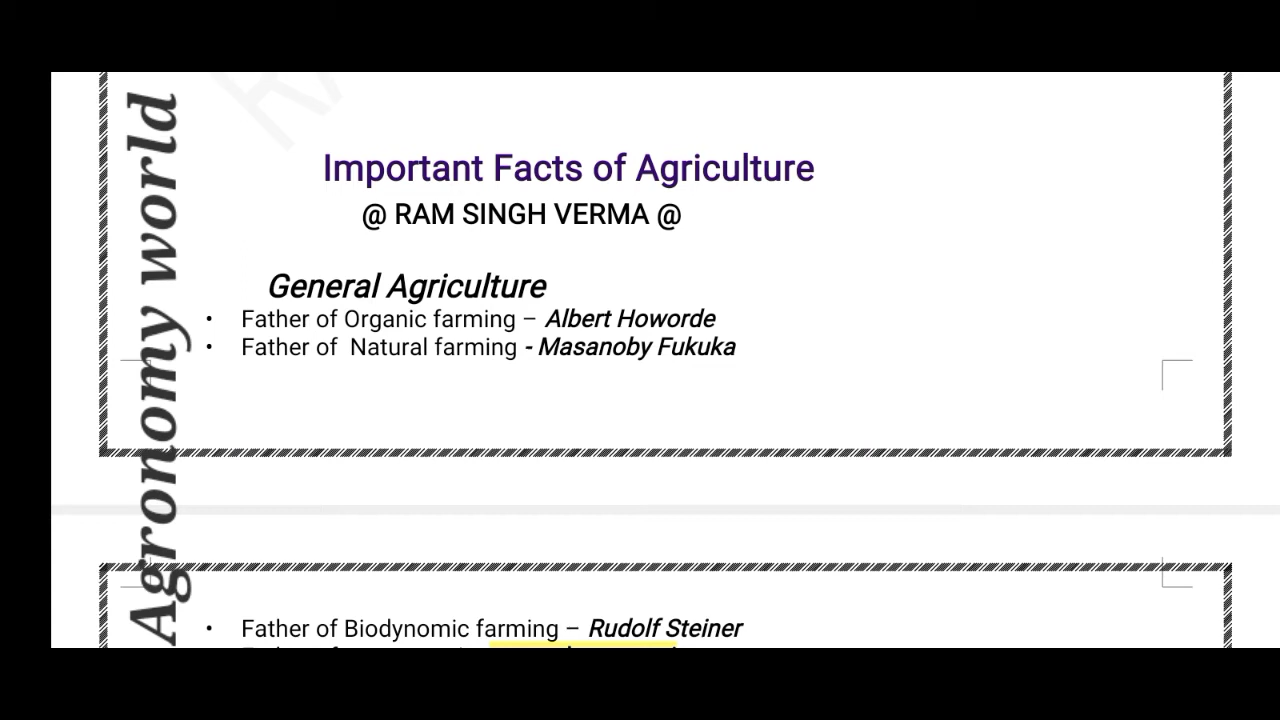 Agronomy world
Important Facts of Agriculture
@ RAM SINGH VERMA @
General Agriculture
• Father of Organic farming – Albert Howorde
• Father of Natural farming - Masanoby Fukuka
• Father of Biodynomic farming – Rudolf Steiner